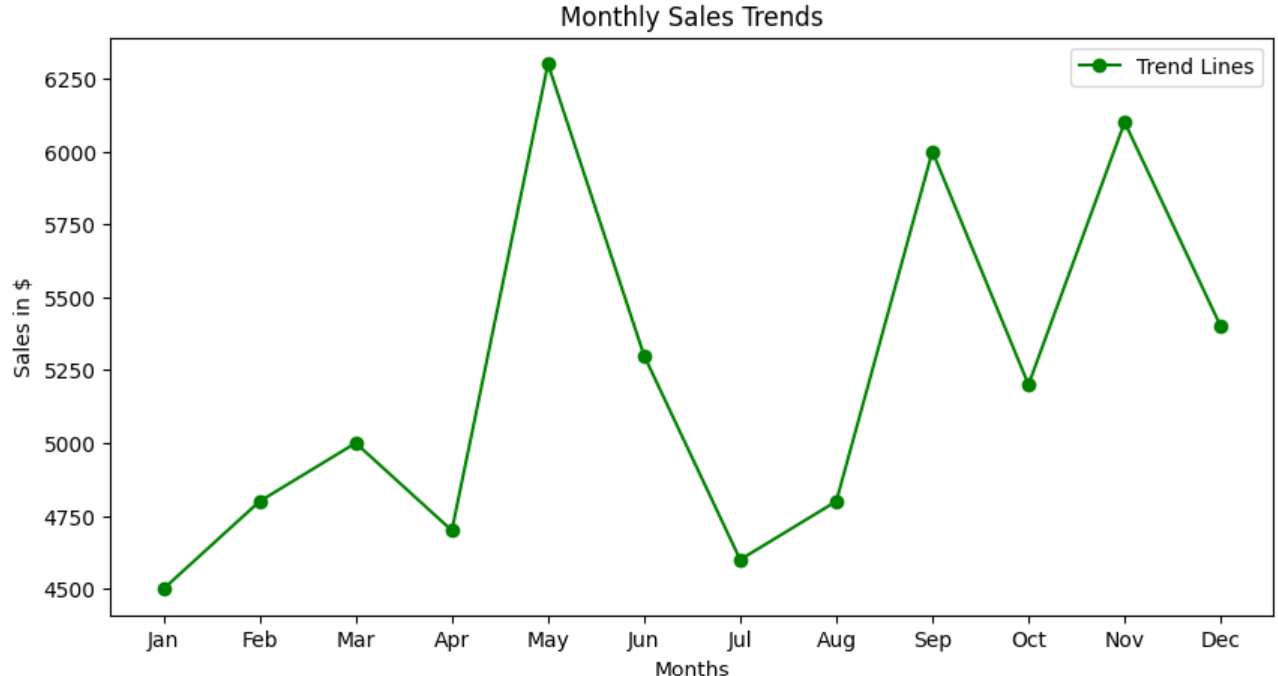 Monthly Sales Trends
Trend Lines
6250
6000
5750
5500
5250
5000
4750
4500
Sales in $
Jan Feb Mar Apr May Jun Jul Aug Sep Oct Nov Dec
Months